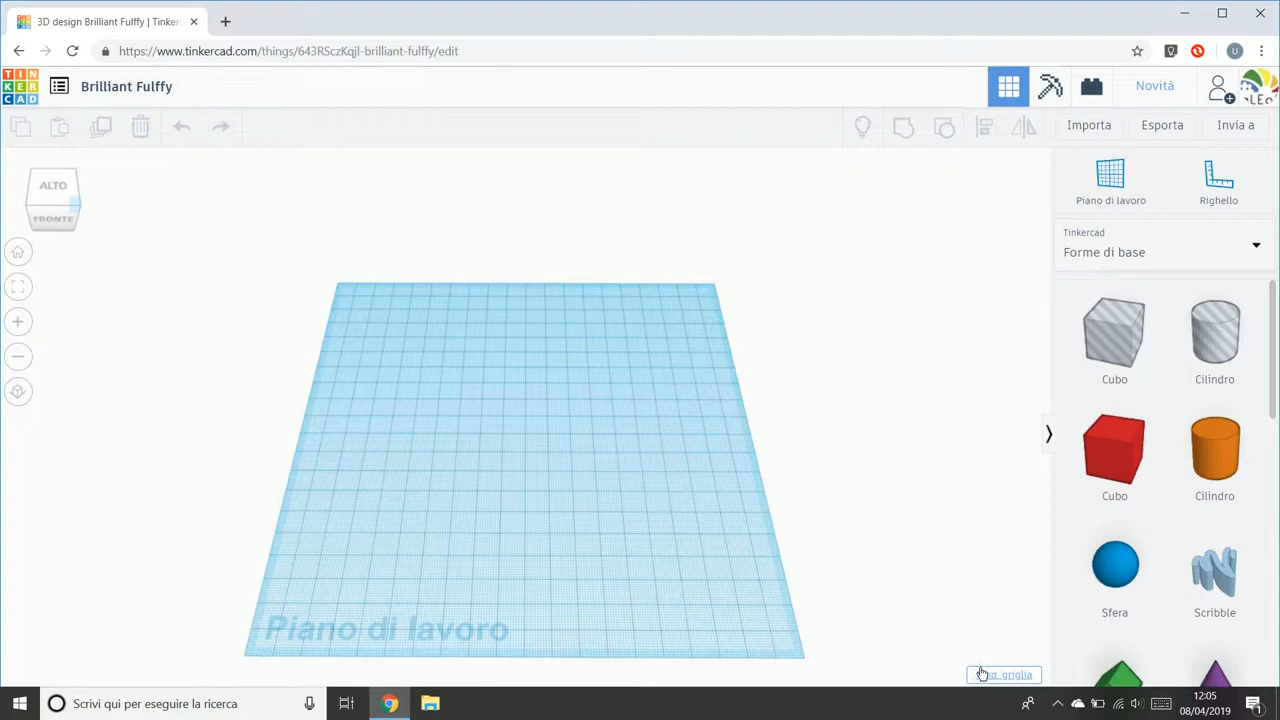 3D design Brilliant Fulffy | Tinkerc
https://www.tinkercad.com/things/643RSczKqjl-brilliant-fulffy/edit
U
TIN
KER
CAD
Brilliant Fulffy
Novità
Importa
Esporta
Invia a
ALTO
FRONTE
Piano di lavoro
Righello
Tinkercad
Forme di base
Cubo
Cilindro
Cubo
Cilindro
Sfera
Scribble
Piano di lavoro
griglia
Scrivi qui per eseguire la ricerca
12:05
08/04/2019
1